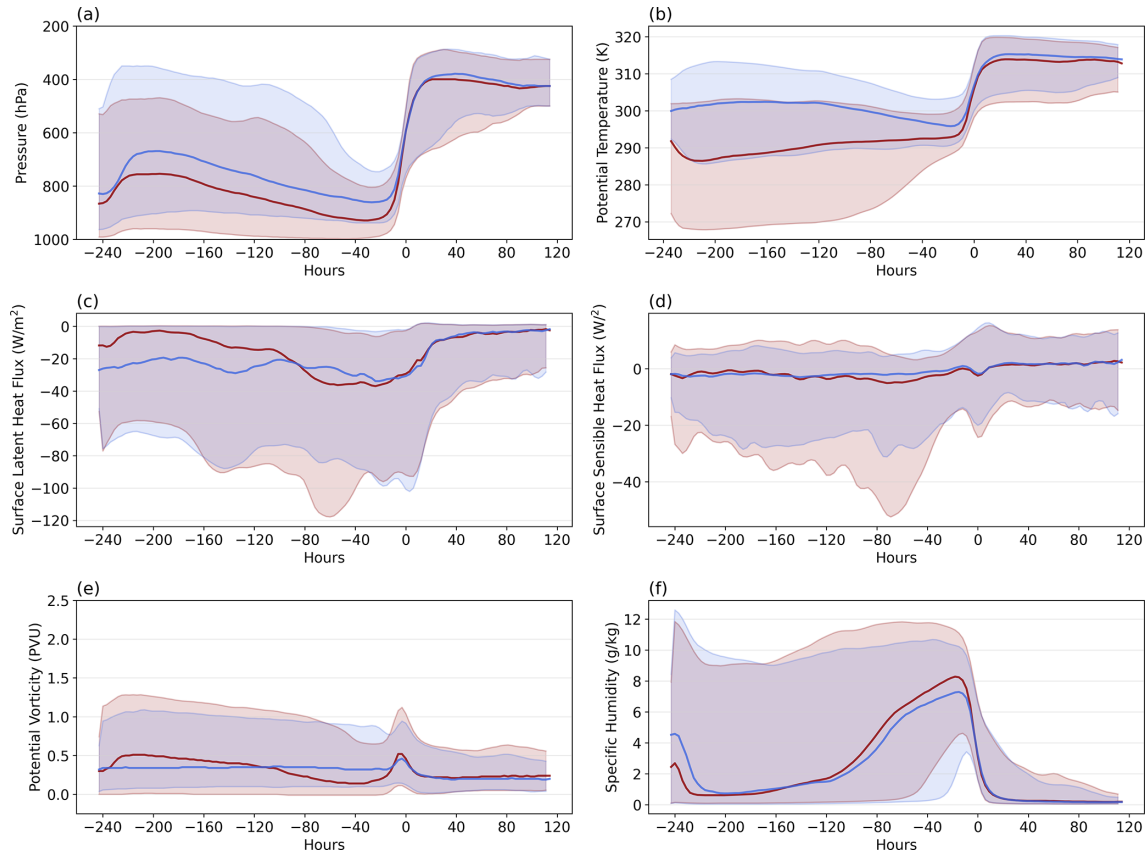 (a)
200
400
600
800
1000
Pressure (hPa)
−240 −200 −160 −120 −80 −40 0 40 80 120
Hours
(b)
320
310
300
290
280
270
Potential Temperature (K)
−240 −200 −160 −120 −80 −40 0 40 80 120
Hours
(c)
0
−20
−40
−60
−80
−100
−120
Surface Latent Heat Flux (W/m²)
−240 −200 −160 −120 −80 −40 0 40 80 120
Hours
(d)
0
−20
−40
Surface Sensible Heat Flux (W/²)
−240 −200 −160 −120 −80 −40 0 40 80 120
Hours
(e)
2.5
2.0
1.5
1.0
0.5
0.0
Potential Vorticity (PVU)
−240 −200 −160 −120 −80 −40 0 40 80 120
Hours
(f)
12
10
8
6
4
2
0
Specific Humidity (g/kg)
−240 −200 −160 −120 −80 −40 0 40 80 120
Hours